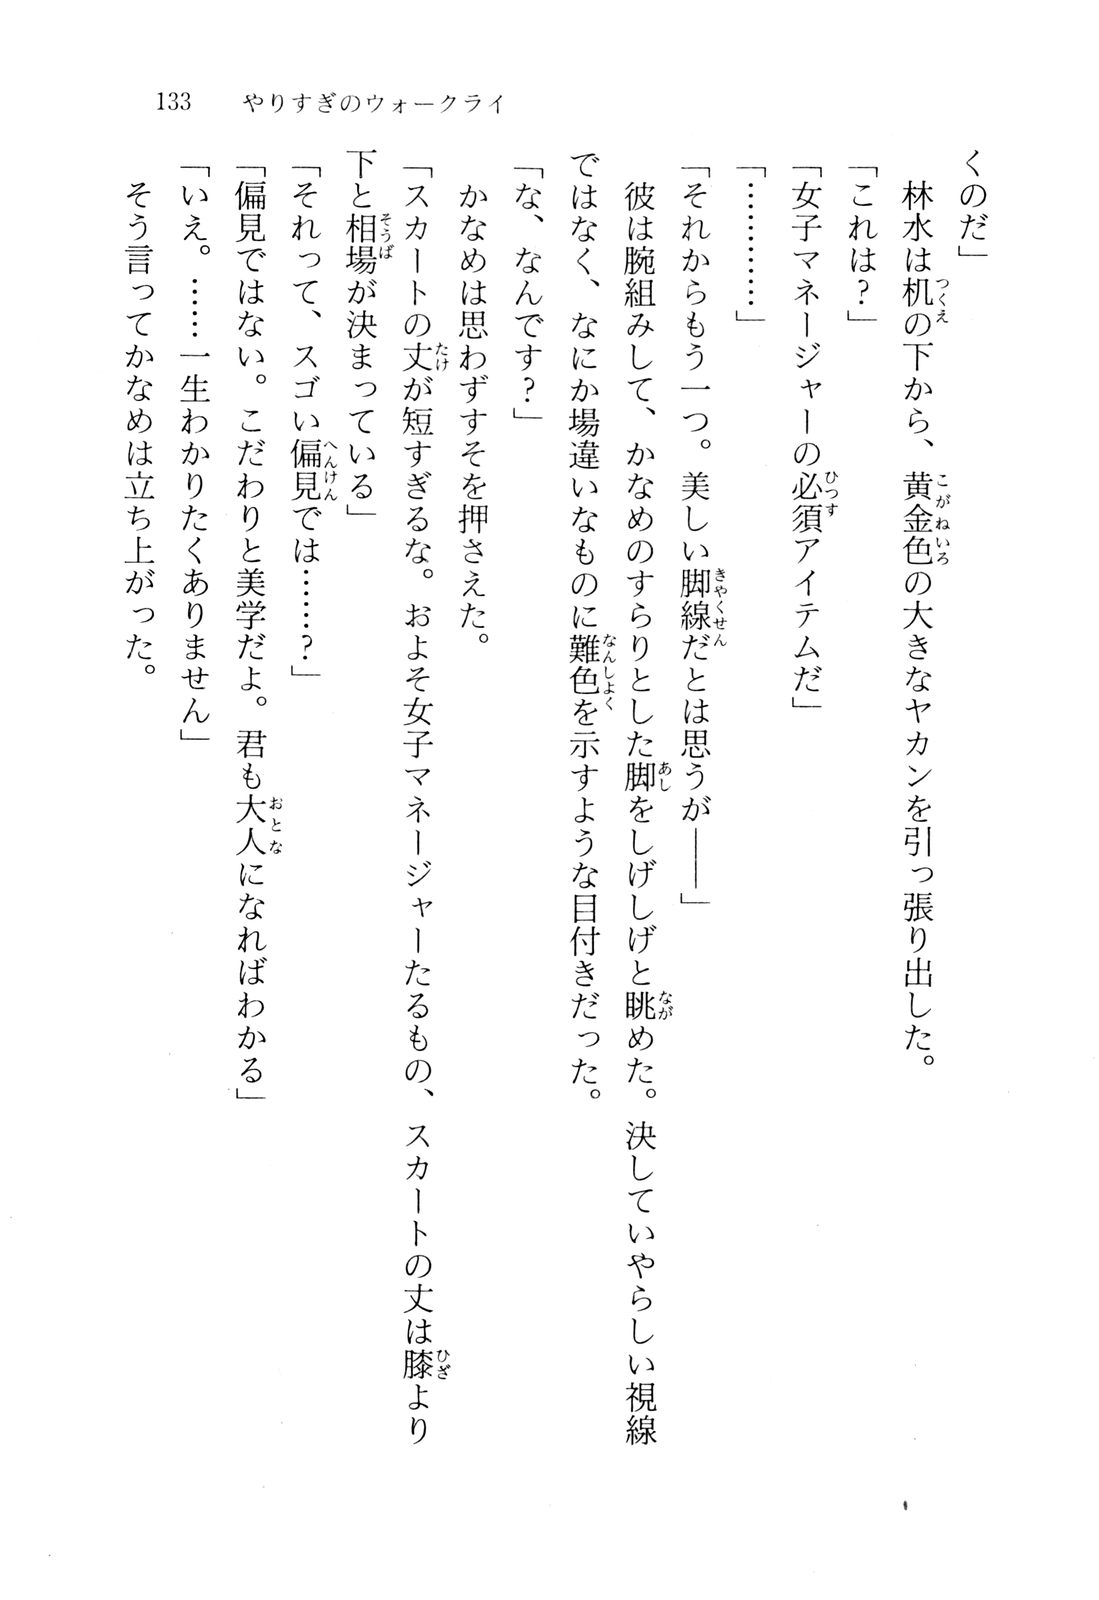 133　やりすぎのウォークライ
くのだ」
　林水は机の下から、黄金色の大きなヤカンを引っ張り出した。
「これは？」
「女子マネージャーの必須アイテムだ」
「…………」
「それからもう一つ。美しい脚線だとは思うが――」
　彼は腕組みして、かなめのすらりとした脚をしげしげと眺めた。決していやらしい視線
ではなく、なにか場違いなものに難色を示すような目付きだった。
「な、なんです？」
　かなめは思わずすそを押さえた。
「スカートの丈が短すぎるな。およそ女子マネージャーたるもの、スカートの丈は膝より
下と相場が決まっている」
「それって、スゴい偏見では……？」
「偏見ではない。こだわりと美学だよ。君も大人になればわかる」
「いえ。……一生わかりたくありません」
　そう言ってかなめは立ち上がった。